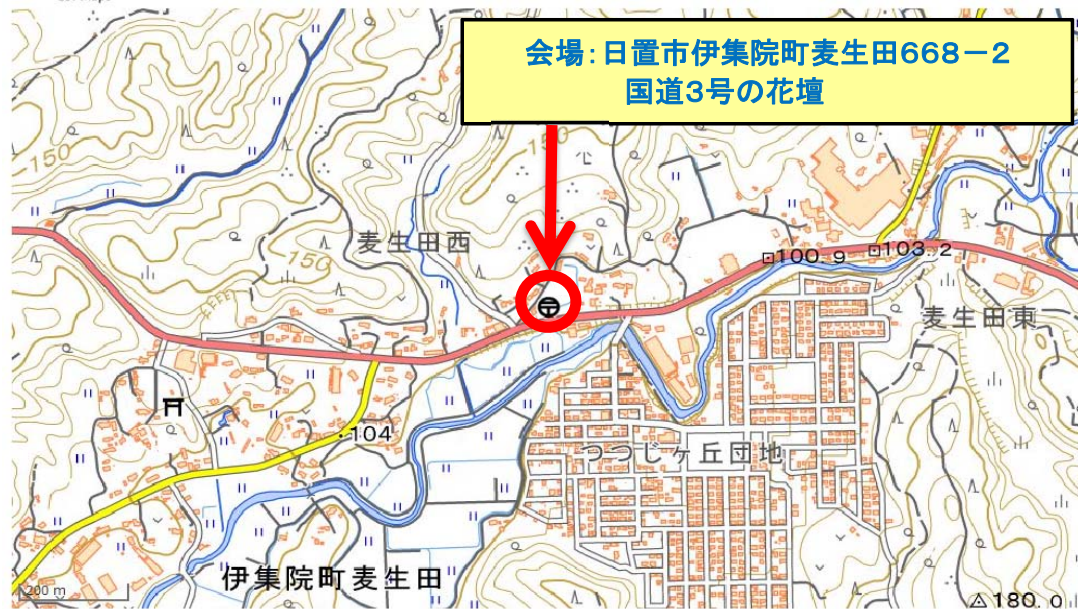 会場:日置市伊集院町麦生田668-2
国道3号の花壇
150
150
麦生田西
100.9
103.2
麦生田東
104
つつじヶ丘団地
伊集院町麦生田
200 m
180.0